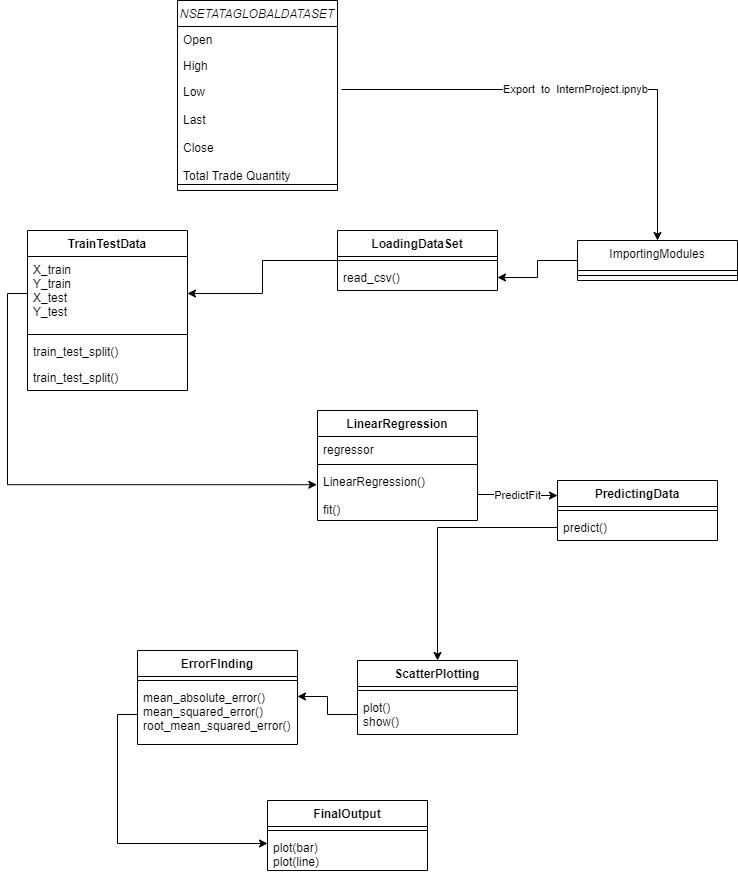 NSETATAGLOBALDATASET
Open
High
Low
Last
Close
Total Trade Quantity
Export to InternProject.ipnyb
TrainTestData
X_train
Y_train
X_test
Y_test
train_test_split()
train_test_split()
LoadingDataSet
read_csv()
ImportingModules
LinearRegression
regressor
LinearRegression()
fit()
PredictFit
PredictingData
predict()
ErrorFInding
mean_absolute_error()
mean_squared_error()
root_mean_squared_error()
ScatterPlotting
plot()
show()
FinalOutput
plot(bar)
plot(line)